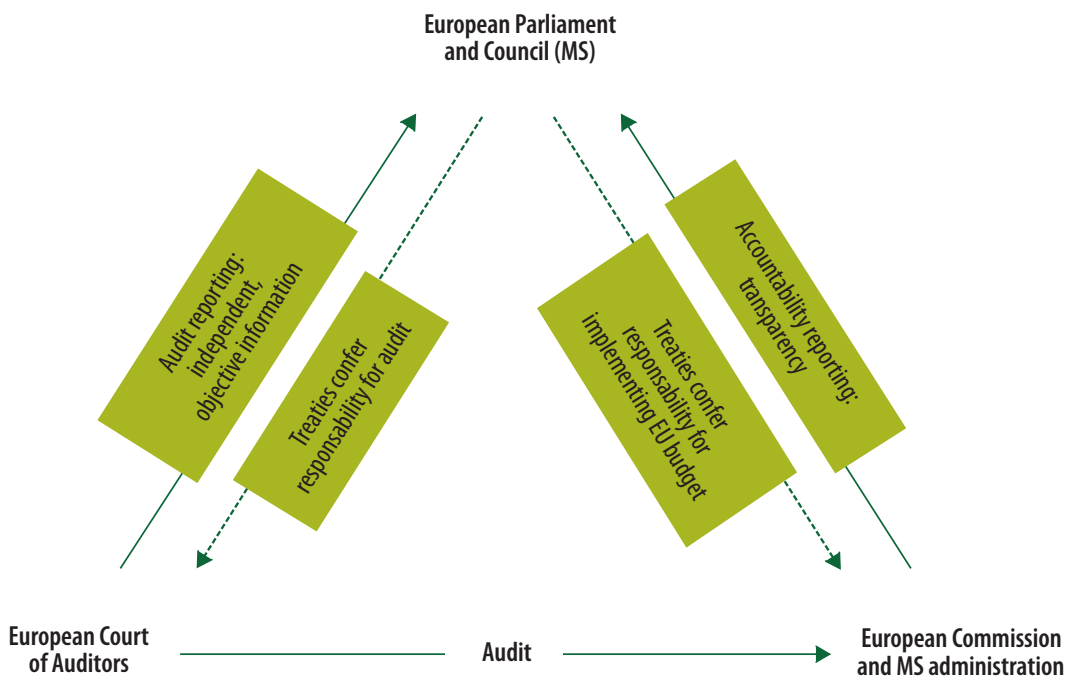 European Parliament
and Council (MS)
Audit reporting:
independent,
objective information
Treaties confer
responsability for audit
Treaties confer
responsability for
implementing EU budget
Accountability reporting:
transparency
European Court
of Auditors
Audit
European Commission
and MS administration